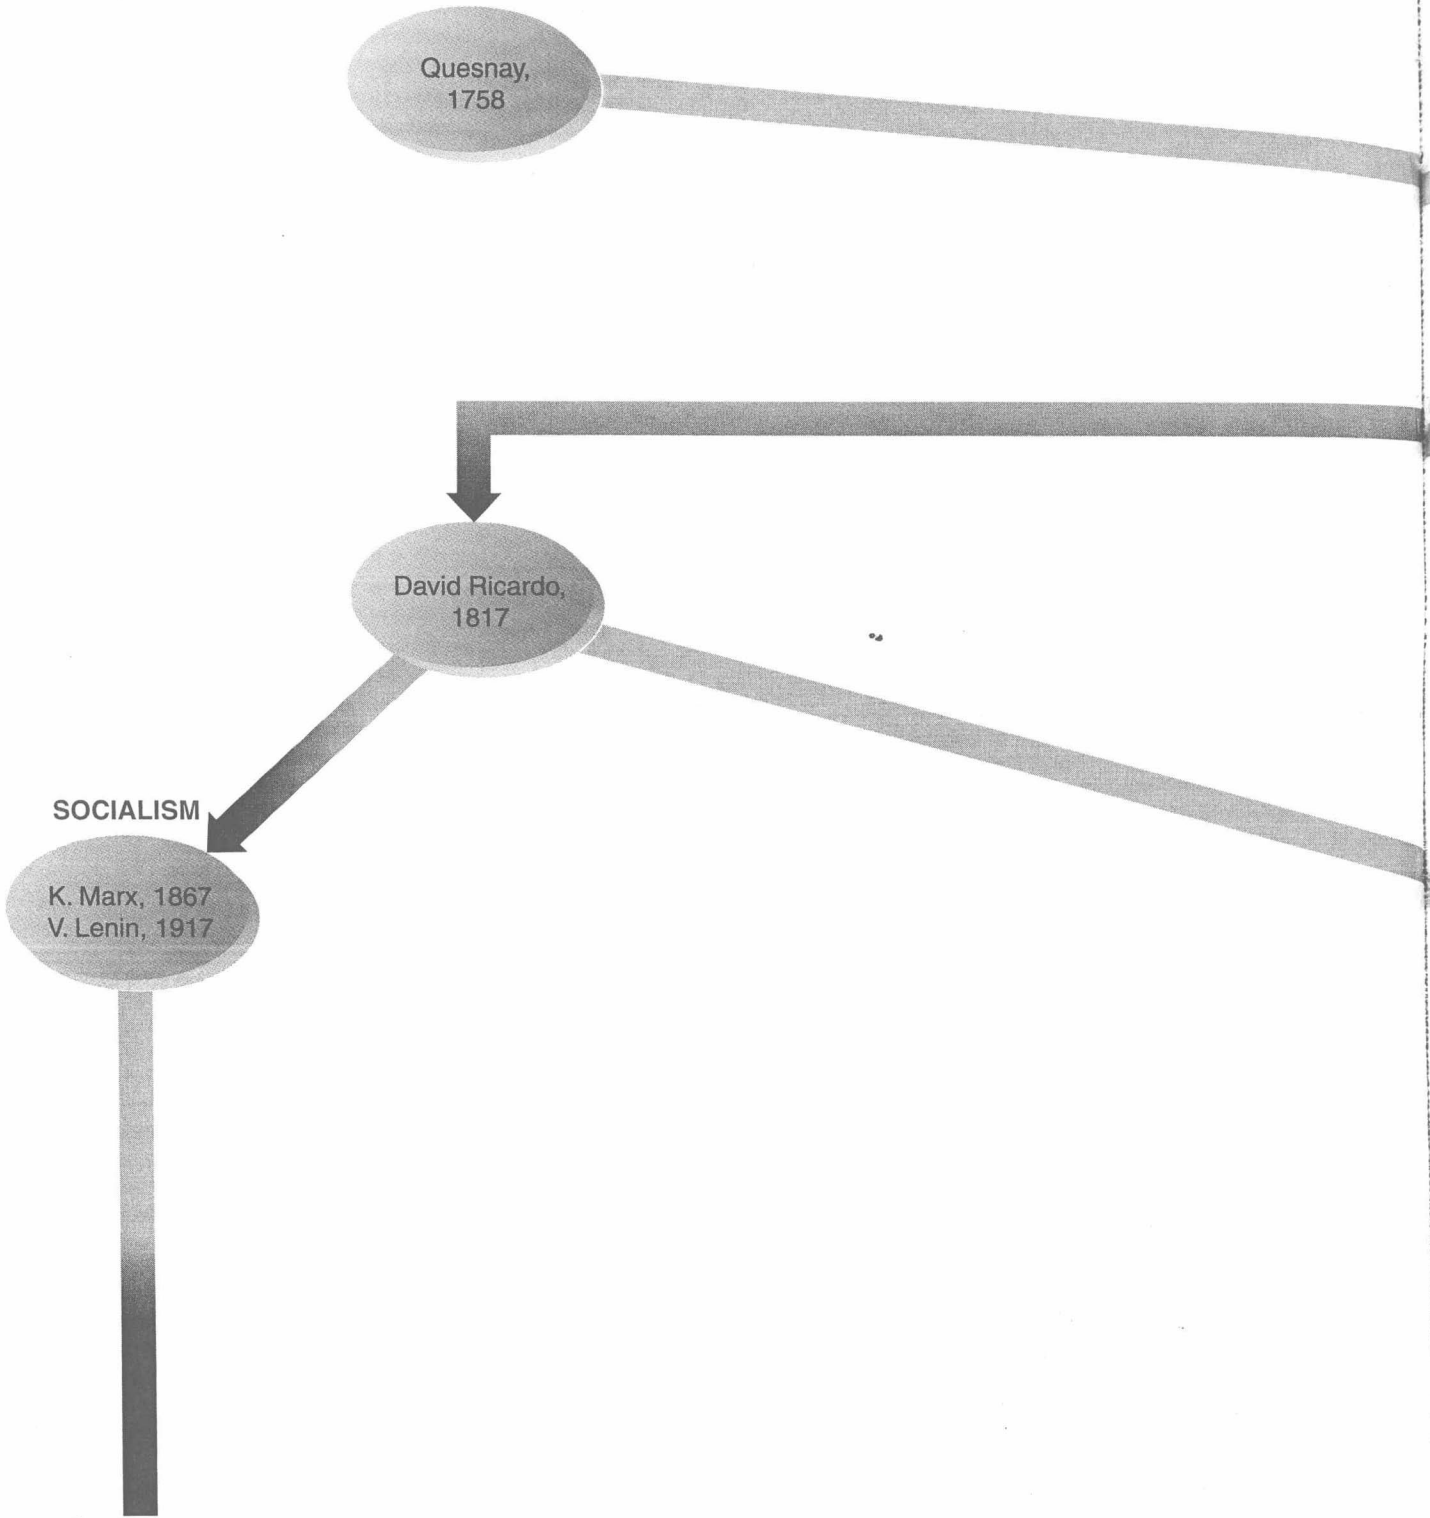 Quesnay,
1758
David Ricardo,
1817
SOCIALISM
K. Marx, 1867
V. Lenin, 1917